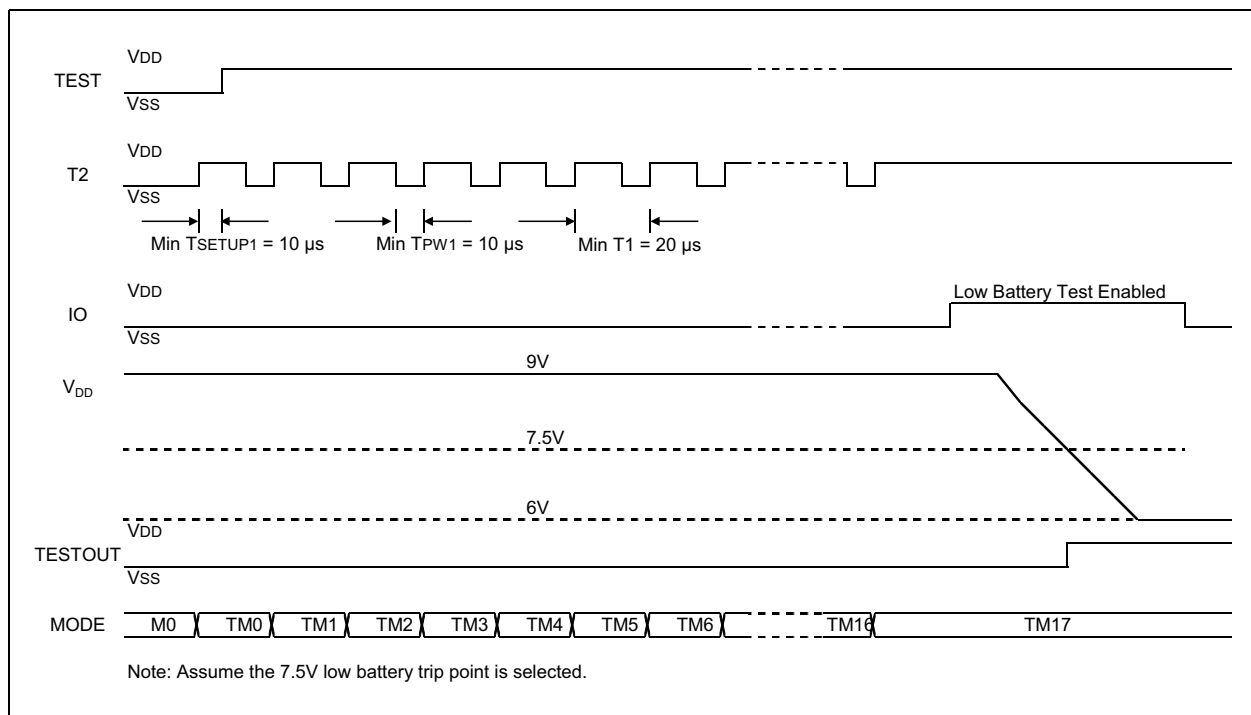 VDD
TEST
VSS
VDD
T2
VSS
Min TSETUP1 = 10 µs
Min TPW1 = 10 µs
Min T1 = 20 µs
VDD
Low Battery Test Enabled
IO
VSS
9V
VDD
7.5V
6V
VDD
TESTOUT
VSS
MODE M0 TM0 TM1 TM2 TM3 TM4 TM5 TM6 TM16 TM17
Note: Assume the 7.5V low battery trip point is selected.